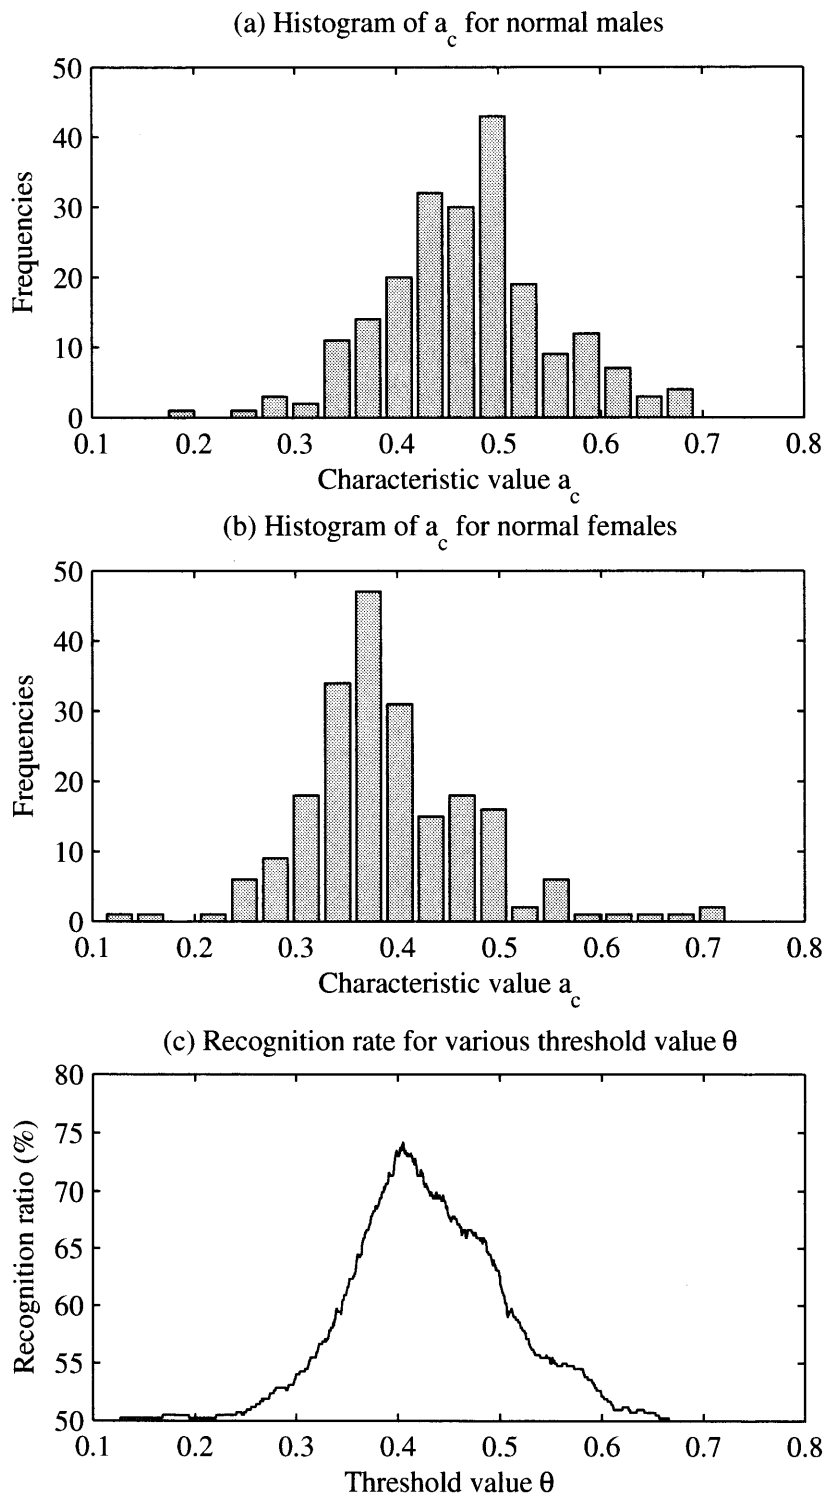 (a) Histogram of a_c for normal males
50
40
30
20
10
0
Frequencies
0.1 0.2 0.3 0.4 0.5 0.6 0.7 0.8
Characteristic value a_c
(b) Histogram of a_c for normal females
50
40
30
20
10
0
Frequencies
0.1 0.2 0.3 0.4 0.5 0.6 0.7 0.8
Characteristic value a_c
(c) Recognition rate for various threshold value θ
80
75
70
65
60
55
50
Recognition ratio (%)
0.1 0.2 0.3 0.4 0.5 0.6 0.7 0.8
Threshold value θ